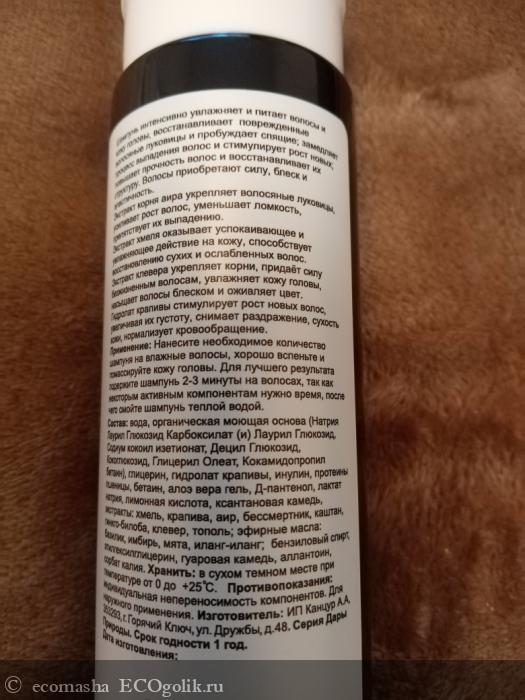 Шампунь интенсивно увлажняет и питает волосы и
кожу головы, восстанавливает поврежденные
волосяные луковицы и пробуждает спящие; замедляет
процесс выпадения волос и стимулирует рост новых;
повышает прочность волос и восстанавливает их
структуру. Волосы приобретают силу, блеск и
эластичность.
Экстракт корня аира укрепляет волосяные луковицы,
усиливает рост волос, уменьшает ломкость,
препятствует их выпадению.
Экстракт хмеля оказывает успокаивающее и
увлажняющее действие на кожу, способствует
восстановлению сухих и ослабленных волос.
Экстракт клевера укрепляет корни, придаёт силу
безжизненным волосам, увлажняет кожу головы,
насыщает волосы блеском и оживляет цвет.
Гидролат крапивы стимулирует рост новых волос,
увеличивая их густоту, снимает раздражение, сухость
кожи, нормализует кровообращение.
Применение: Нанесите необходимое количество
шампуня на влажные волосы, хорошо вспеньте и
помассируйте кожу головы. Для лучшего результата
подержите шампунь 2-3 минуты на волосах, так как
некоторым активным компонентам нужно время, после
чего смойте шампунь теплой водой.
Состав: вода, органическая моющая основа (Натрия
Лаурил Глюкозид Карбоксилат (и) Лаурил Глюкозид,
Содиум кокоил изетионат, Децил Глюкозид,
Кокоглюкозид, Глицерил Олеат, Кокамидопропил
бетаин), глицерин, гидролат крапивы, инулин, протеины
пшеницы, бетаин, алоэ вера гель, Д-пантенол, лактат
натрия, лимонная кислота, ксантановая камедь,
экстракты: хмель, крапива, аир, бессмертник, каштан,
гинкго-билоба, клевер, тополь; эфирные масла:
базилик, имбирь, мята, иланг-иланг; бензиловый спирт,
этилгексилглицерин, гуаровая камедь, аллантоин,
сорбат калия. Хранить: в сухом темном месте при
температуре от 0 до +25°С. Противопоказания:
индивидуальная непереносимость компонентов. Для
наружного применения. Изготовитель: ИП Канцур А.А.
353293, г. Горячий Ключ, ул. Дружбы, д.48. Серия Дары
Природы. Срок годности 1 год.
Дата изготовления:
© ecomasha ECOgolik.ru